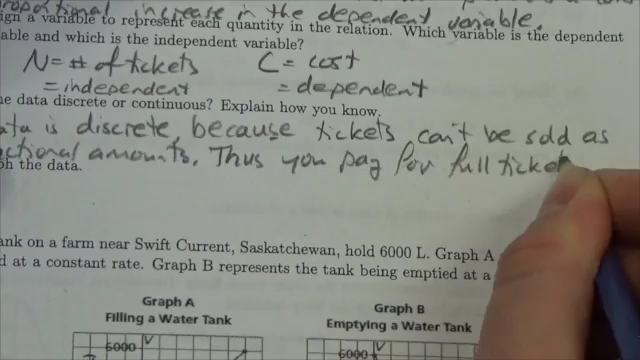 roportional increase in the dependent variable.
ign a variable to represent each quantity in the relation. Which variable is the dependent
able and which is the independent variable?
N = # of tickets C = cost
= independent = dependent
he data discrete or continuous? Explain how you know.
ata is discrete, because tickets can't be sold as
ctional amounts. Thus you pay for full ticket
ph the data.
ank on a farm near Swift Current, Saskatchewan, hold 6000 L. Graph A
d at a constant rate. Graph B represents the tank being emptied at a
Graph A Graph B
Filling a Water Tank Emptying a Water Tank
6000 V 6000 V